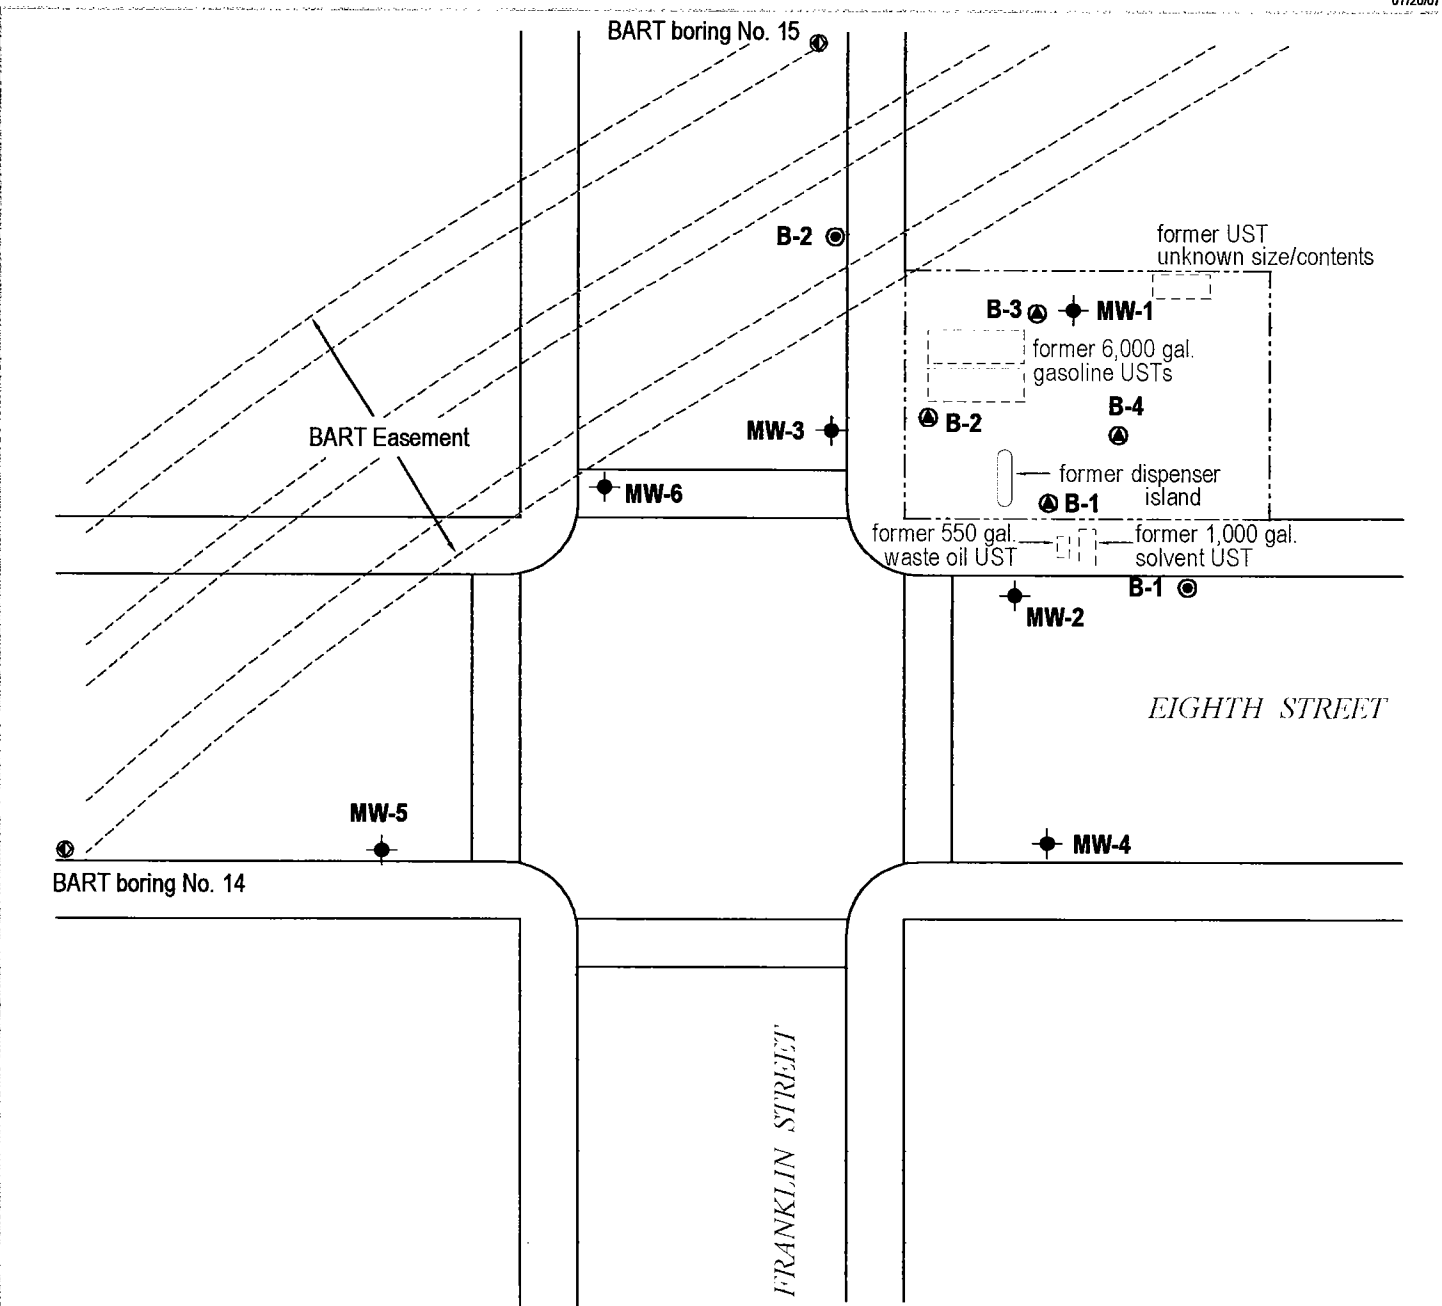 BART boring No. 15
B-2
former UST
unknown size/contents
B-3
MW-1
former 6,000 gal.
gasoline USTs
B-4
B-2
MW-3
BART Easement
former dispenser
island
MW-6
B-1
former 550 gal.
waste oil UST
former 1,000 gal.
solvent UST
B-1
MW-2
EIGHTH STREET
MW-5
MW-4
BART boring No. 14
FRANKLIN STREET